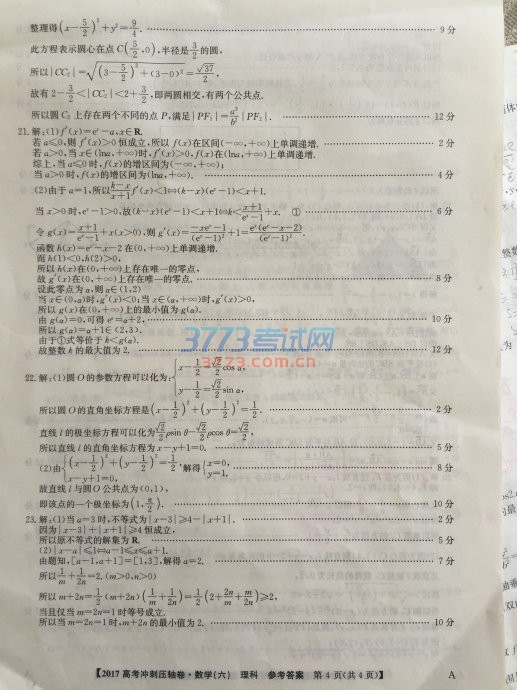 整理得(x-5/2)²+y²=9/4. 9分
此方程表示圆心在点C(5/2,0),半径是3/2的圆,
所以|CC₂|=√((3-5/2)²+(3-0)²)=√37/2,
故有2-3/2<|CC₂|<2+3/2,即两圆相交,有两个公共点.
所以圆C₂上存在两个不同的点P,满足|PF₁|=a²/b²|PF₂|. 12分
21.解:(1)f′(x)=eˣ-a,x∈R.
若a≤0,则f′(x)>0恒成立,所以f(x)在区间(-∞,+∞)上单调递增. 2分
若a>0,当x∈(lna,+∞)时,f′(x)>0,f(x)在(lna,+∞)上单调递增.
综上,当a≤0时,f(x)的增区间为(-∞,+∞);
当a>0时,f(x)的增区间为(lna,+∞). 4分
(2)由于a=1,所以(k-x)/(x+1)f′(x)<1⇔(k-x)(eˣ-1)<x+1.
当x>0时,eˣ-1>0,故(k-x)(eˣ-1)<x+1⇔k<(x+1)/(eˣ-1)+x. ① 6分
令g(x)=(x+1)/(eˣ-1)+x(x>0),则g′(x)=(-xeˣ-1)/(eˣ-1)²+1=eˣ(eˣ-x-2)/(eˣ-1)².
函数h(x)=eˣ-x-2在(0,+∞)上单调递增.
而h(1)<0,h(2)>0,
所以h(x)在(0,+∞)上存在唯一的零点,
故g′(x)在(0,+∞)上存在唯一的零点. 8分
设此零点为α,则α∈(1,2)
当x∈(0,α)时,g′(x)<0;当x∈(α,+∞)时,g′(x)>0.
所以g(x)在(0,+∞)上的最小值为g(α).
由g(α)=0,可得eˣ=α+2, 10分
所以g(α)=α+1∈(2,3).
由于①式等价于k<g(α).
故整数k的最大值为2. 12分
22.解:(1)圆O的参数方程可以化为:{x-1/2=√2/2cosα, y-1/2=√2/2sinα,
所以圆O的直角坐标方程是(x-1/2)²+(y-1/2)²=1/2. 2分
直线l的极坐标方程可以化为√2/2ρsinθ-√2/2ρcosθ=√2/2,
所以直线l的直角坐标方程为x-y+1=0. 5分
(2)由{(x-1/2)²+(y-1/2)²=1/2, x-y+1=0, 解得{x=0, y=1. 8分
故直线l与圆O公共点为(0,1),
即该点的一个极坐标为(1,π/2). 10分
23.解:(1)当a=3时,不等式为|x-3|≥4-|x+1|. 2分
因为|x-3|+|x+1|≥4恒成立,
所以原不等式的解集为R. 5分
(2)|x-a|≤1⇔a-1≤x≤a+1.
由题知,[a-1,a+1]=[1,3],解得a=2. 7分
所以1/m+1/2n=2.(m>0,n>0)
所以m+2n=1/2(m+2n)(1/m+1/2n)=1/2(2+2n/m+m/2n)≥2,
当且仅当m=2n=1时等号成立.
所以当m=2n=1时,m+2n的最小值为2. 10分
3773考试网
www.3773.com.cn
【2017高考冲刺压轴卷·数学(六) 理科 参考答案 第4页(共4页)】 A